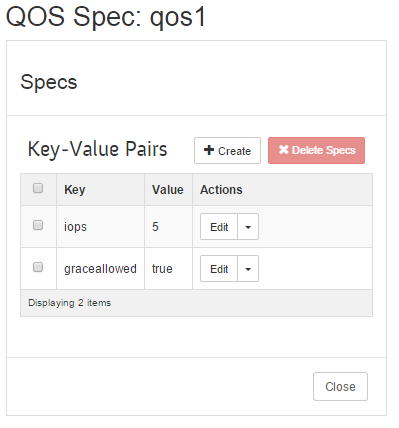 QOS Spec: qos1
Specs
Key-Value Pairs
Create
Delete Specs
Key Value Actions
iops 5 Edit
graceallowed true Edit
Displaying 2 items
Close